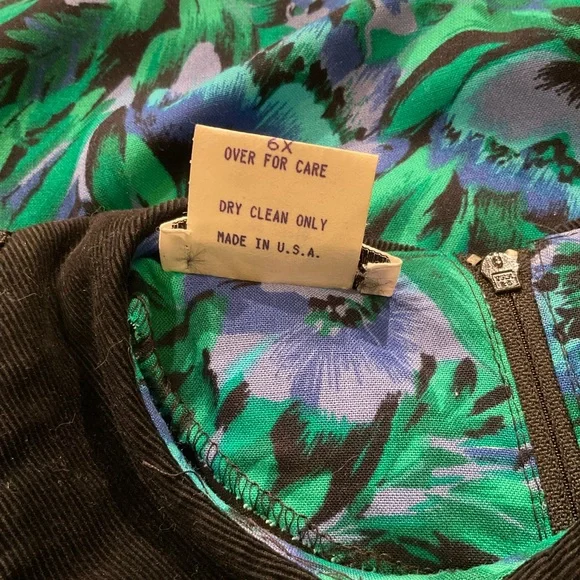 6X
OVER FOR CARE
DRY CLEAN ONLY
MADE IN U.S.A.